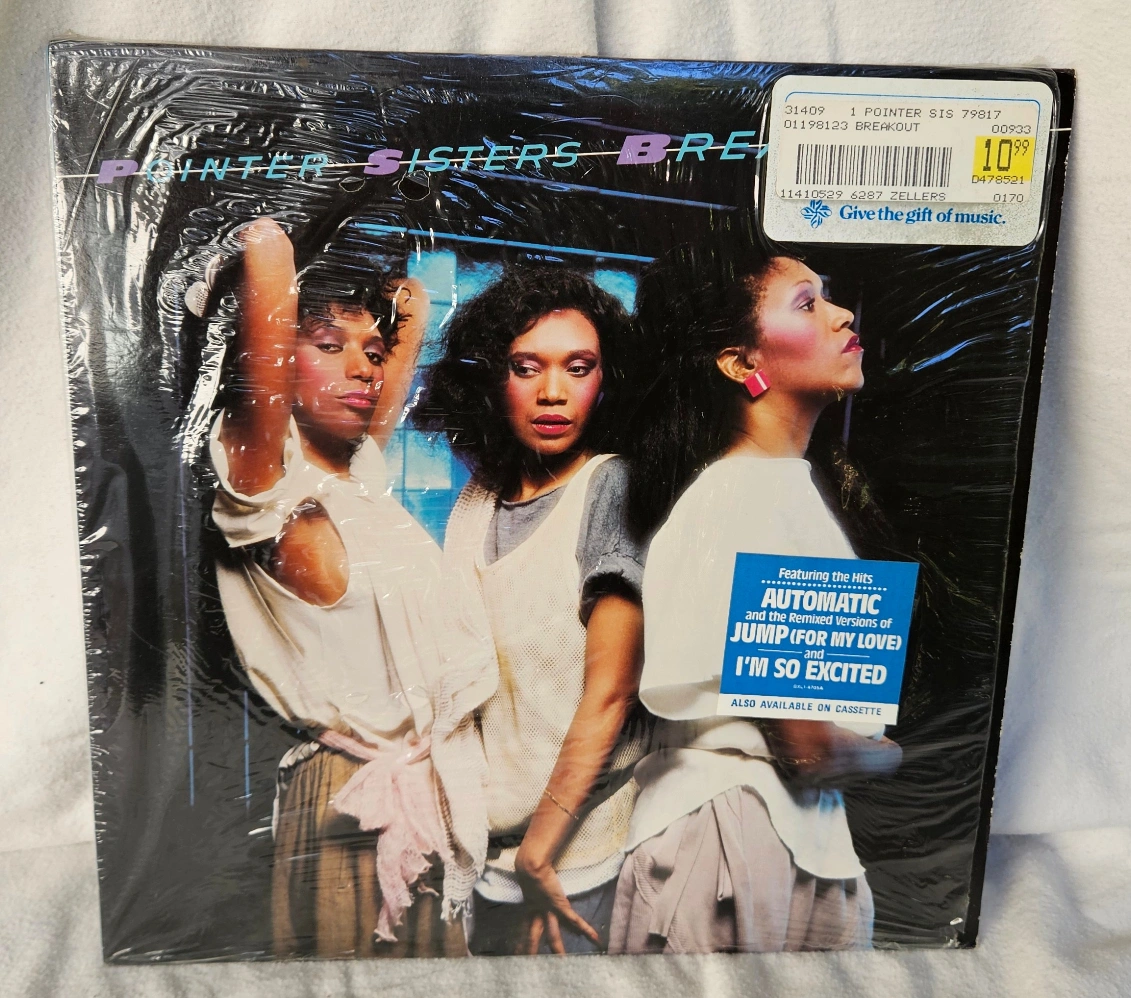 POINTER SISTERS BREA
31409 1 POINTER SIS 79817
01198123 BREAKOUT 00933
10.99
D478521
11410529 6287 ZELLERS 0170
Give the gift of music.
Featuring the Hits
AUTOMATIC
and the Remixed Versions of
JUMP (FOR MY LOVE)
and
I'M SO EXCITED
ALSO AVAILABLE ON CASSETTE